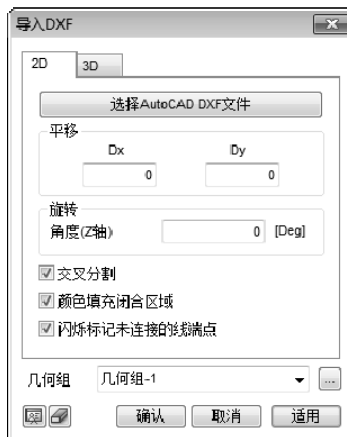 导入DXF
2D 3D
选择AutoCAD DXF文件
平移
Dx Dy
0 0
旋转
角度(Z轴) 0 [Deg]
交叉分割
颜色填充闭合区域
闪烁标记未连接的线端点
几何组 几何组-1 ...
确认 取消 适用